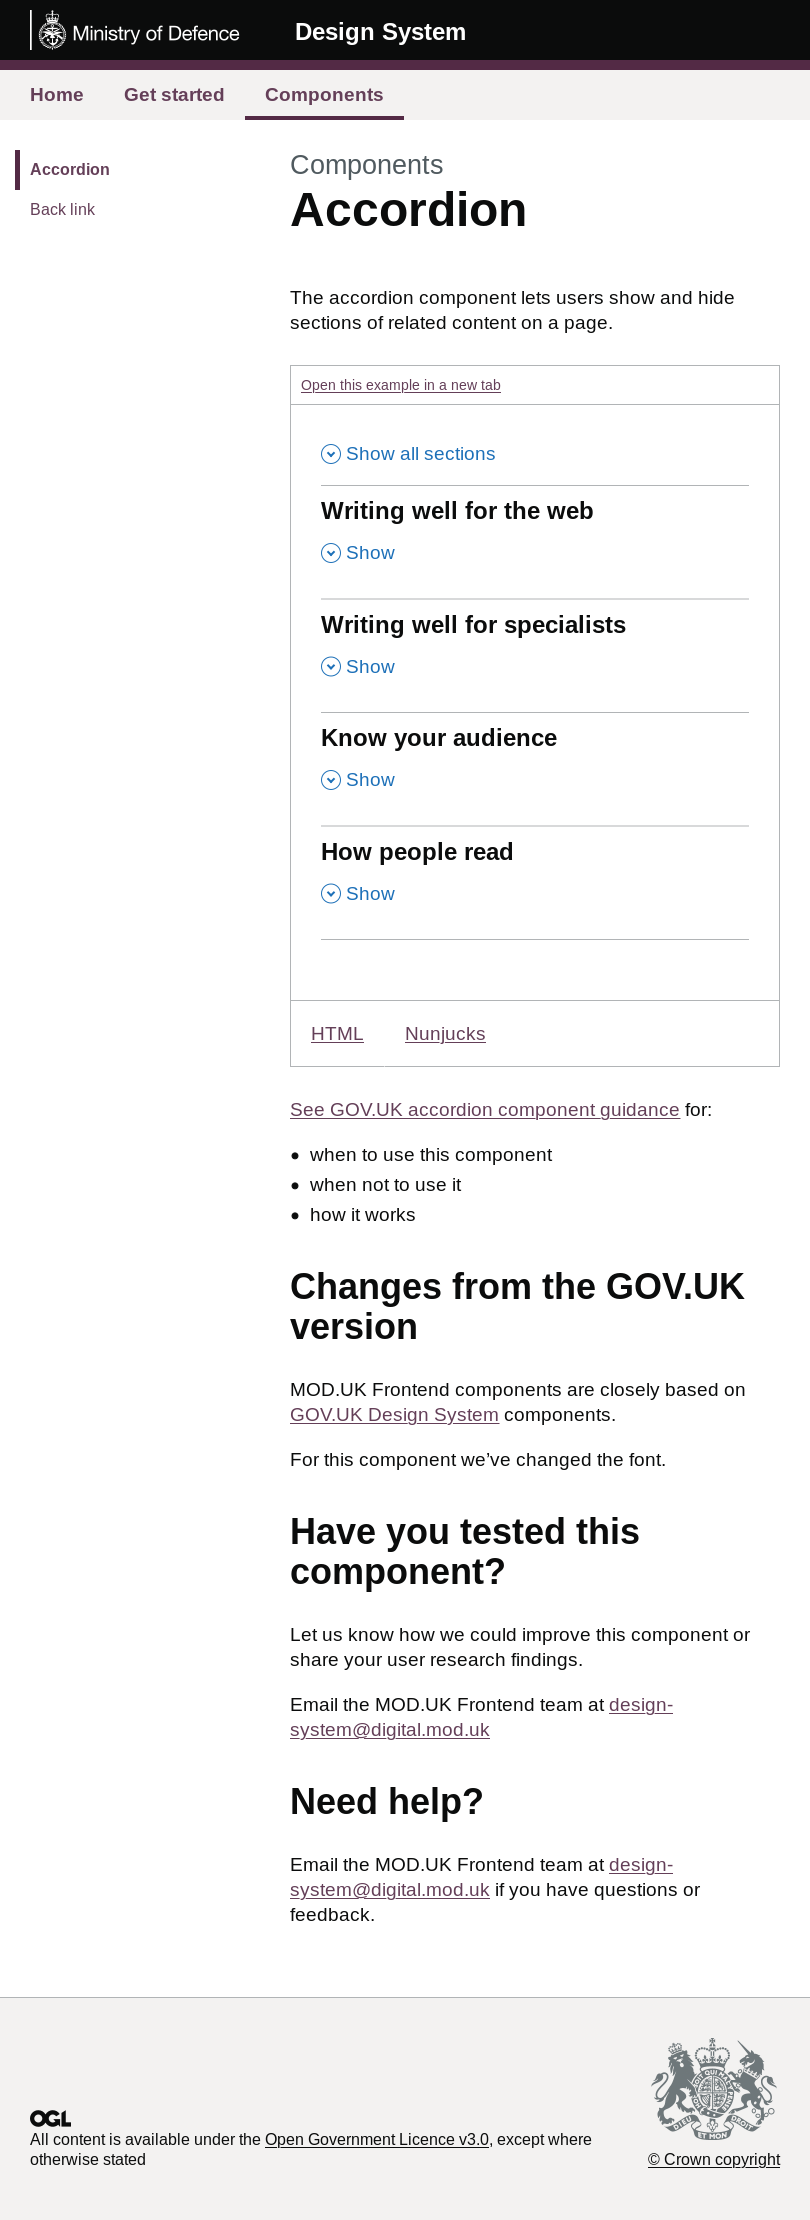 Ministry of Defence
Design System
Home
Get started
Components
Accordion
Back link
Components
Accordion
The accordion component lets users show and hide
sections of related content on a page.
Open this example in a new tab
Show all sections
Writing well for the web
Show
Writing well for specialists
Show
Know your audience
Show
How people read
Show
HTML
Nunjucks
See GOV.UK accordion component guidance for:
• when to use this component
• when not to use it
• how it works
Changes from the GOV.UK
version
MOD.UK Frontend components are closely based on
GOV.UK Design System components.
For this component we’ve changed the font.
Have you tested this
component?
Let us know how we could improve this component or
share your user research findings.
Email the MOD.UK Frontend team at design-
system@digital.mod.uk
Need help?
Email the MOD.UK Frontend team at design-
system@digital.mod.uk if you have questions or
feedback.
OGL
All content is available under the Open Government Licence v3.0, except where
otherwise stated
DIEU ET MON DROIT
© Crown copyright